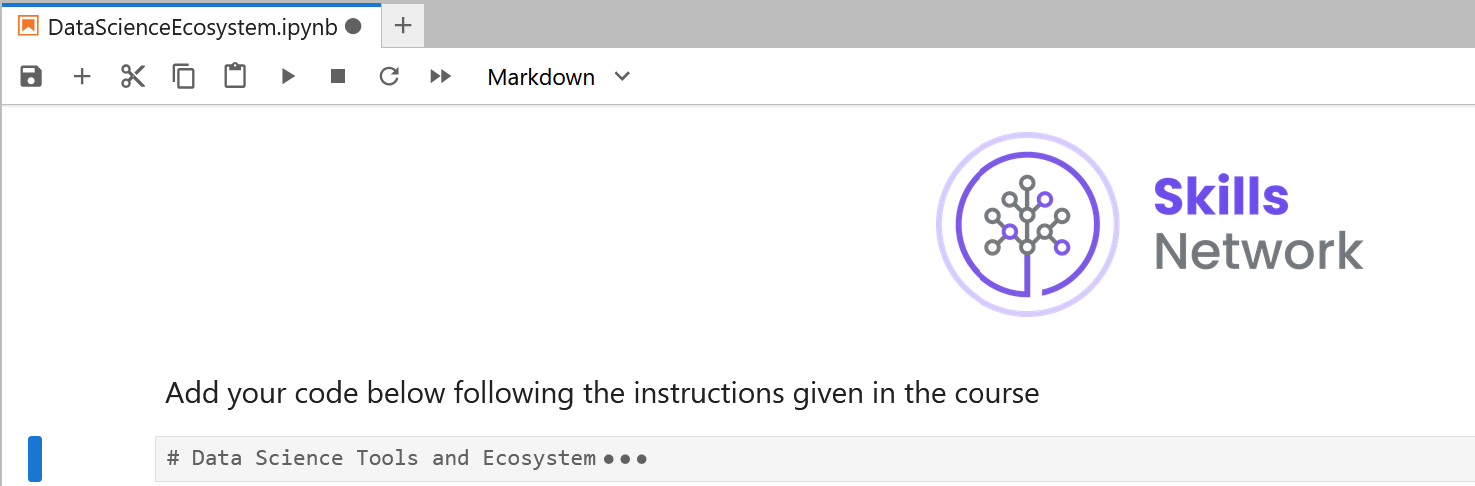 DataScienceEcosystem.ipynb
Markdown
Skills
Network
Add your code below following the instructions given in the course
# Data Science Tools and Ecosystem